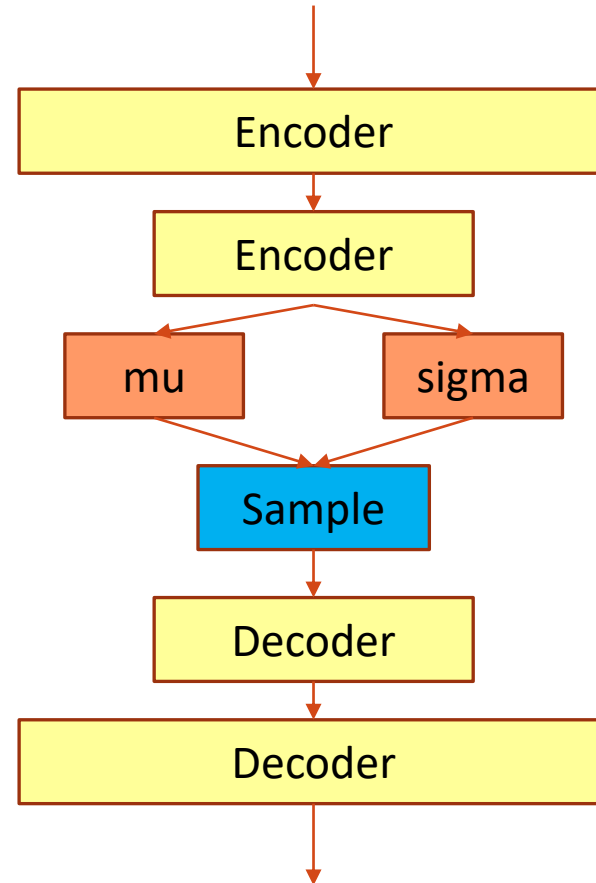 Encoder
Encoder
mu
sigma
Sample
Decoder
Decoder